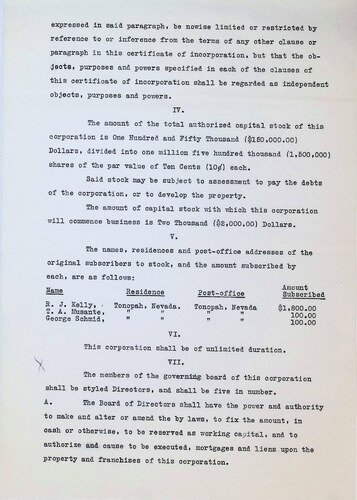 expressed in said paragraph, be nowise limited or restricted by
reference to or inference from the terms of any other clause or
paragraph in this certificate of incorporation, but that the ob-
jects, purposes and powers specified in each of the clauses of
this certificate of incorporation shall be regarded as independent
objects, purposes and powers.
IV.
The amount of the total authorized capital stock of this
corporation is One Hundred and Fifty Thousand ($150,000.00)
Dollars, divided into one million five hundred thousand (1,500,000)
shares of the par value of Ten Cents (10¢) each.
Said stock may be subject to assessment to pay the debts
of the corporation, or to develop the property.
The amount of capital stock with which this corporation
will commence business is Two Thousand ($2,000.00) Dollars.
V.
The names, residences and post-office addresses of the
original subscribers to stock, and the amount subscribed by
each, are as follows:
Name Residence Post-office Amount Subscribed
R. J. Kelly, Tonopah, Nevada. Tonopah, Nevada $1,800.00
T. A. Musante, " " " " 100.00
George Schmid, " " " " 100.00
VI.
This corporation shall be of unlimited duration.
VII.
The members of the governing board of this corporation
shall be styled Directors, and shall be five in number.
A. The Board of Directors shall have the power and authority
to make and alter or amend the by laws, to fix the amount, in
cash or otherwise, to be reserved as working capital, and to
authorise and cause to be executed, mortgages and liens upon the
property and franchises of this corporation.